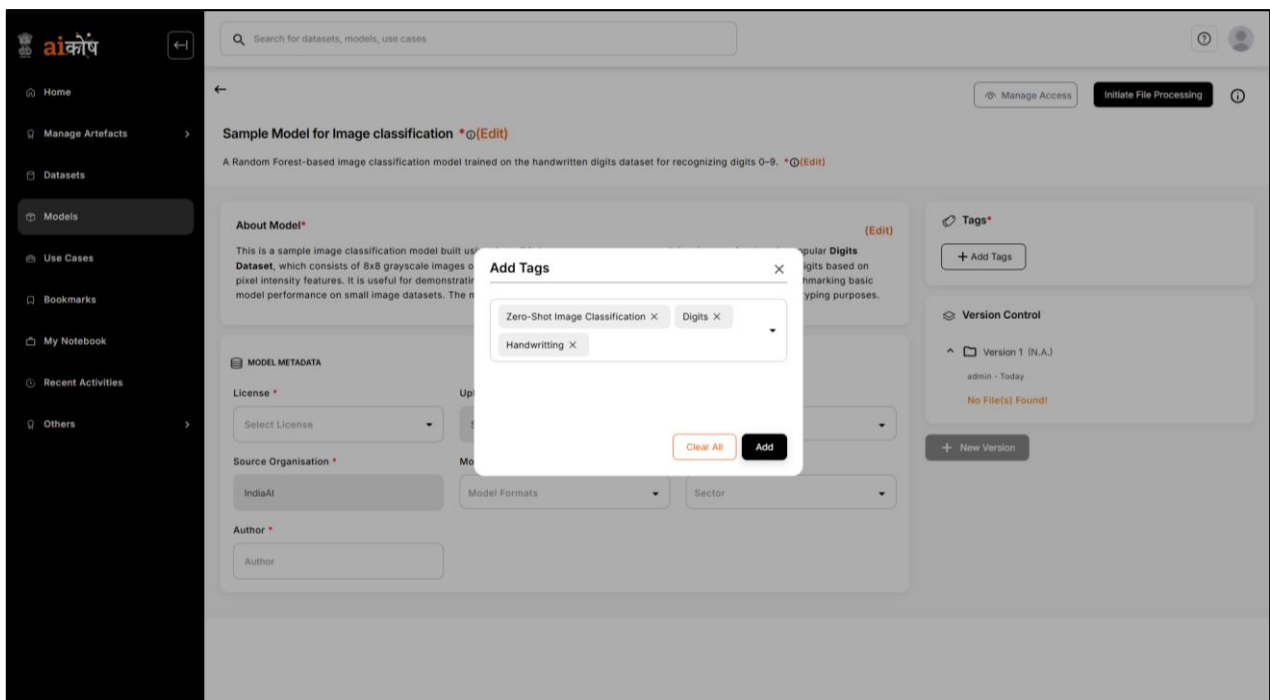 aiकोष
Search for datasets, models, use cases
Home
Manage Artefacts
Datasets
Models
Use Cases
Bookmarks
My Notebook
Recent Activities
Others
Manage Access
Initiate File Processing
Sample Model for Image classification *(Edit)
A Random Forest-based image classification model trained on the handwritten digits dataset for recognizing digits 0–9. *(Edit)
About Model*
(Edit)
This is a sample image classification model built
pular Digits
Dataset, which consists of 8x8 grayscale images
igits based on
pixel intensity features. It is useful for
hmarking basic
model performance on small image datasets. The
typing purposes.
MODEL METADATA
License *
Select License
Source Organisation *
IndiaAI
Model Formats
Sector
Author *
Author
Add Tags
Zero-Shot Image Classification
Digits
Handwritting
Clear All
Add
Tags*
+ Add Tags
Version Control
Version 1 (N.A.)
admin - Today
No File(s) Found!
+ New Version